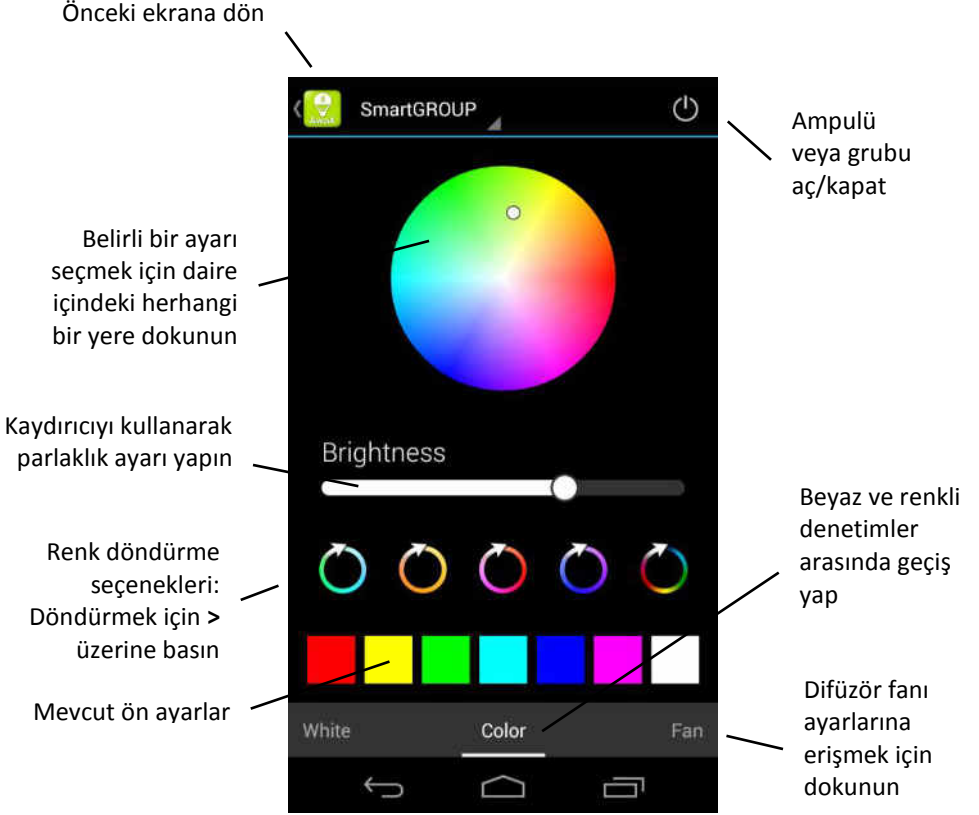 Önceki ekrana dön
SmartGROUP
Ampulü
veya grubu
aç/kapat
Belirli bir ayarı
seçmek için daire
içindeki herhangi
bir yere dokunun
Kaydırıcıyı kullanarak
parlaklık ayarı yapın
Brightness
Beyaz ve renkli
denetimler
arasında geçiş
yap
Renk döndürme
seçenekleri:
Döndürmek için >
üzerine basın
Mevcut ön ayarlar
White
Color
Fan
Difüzör fanı
ayarlarına
erişmek için
dokunun